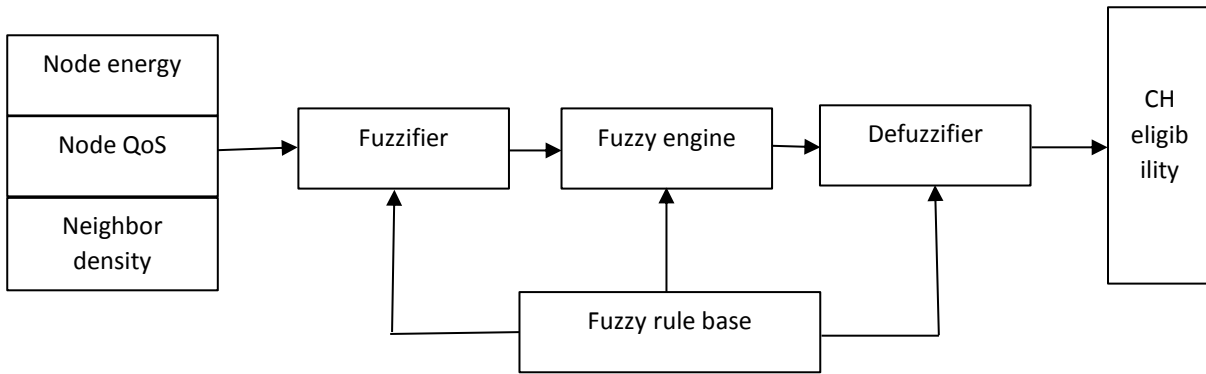 Node energy
Node QoS
Neighbor
density
Fuzzifier
Fuzzy engine
Defuzzifier
CH
eligib
ility
Fuzzy rule base